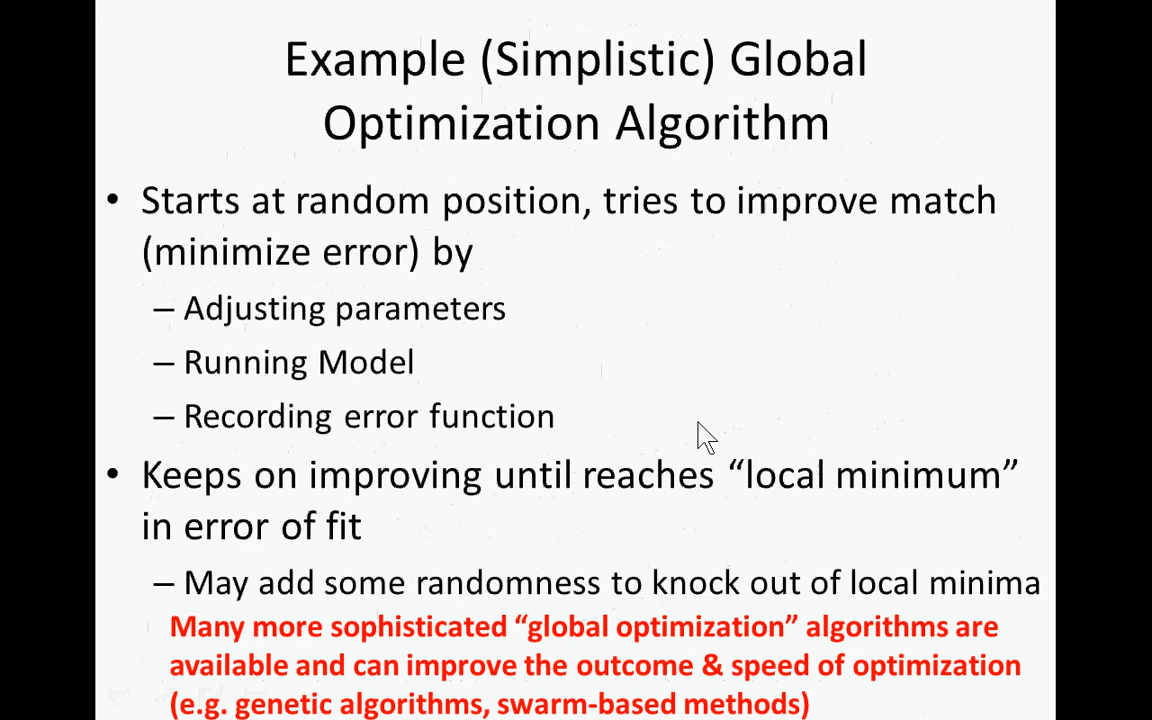 Example (Simplistic) Global
Optimization Algorithm
• Starts at random position, tries to improve match
(minimize error) by
– Adjusting parameters
– Running Model
– Recording error function
• Keeps on improving until reaches “local minimum”
in error of fit
– May add some randomness to knock out of local minima
Many more sophisticated “global optimization” algorithms are
available and can improve the outcome & speed of optimization
(e.g. genetic algorithms, swarm-based methods)